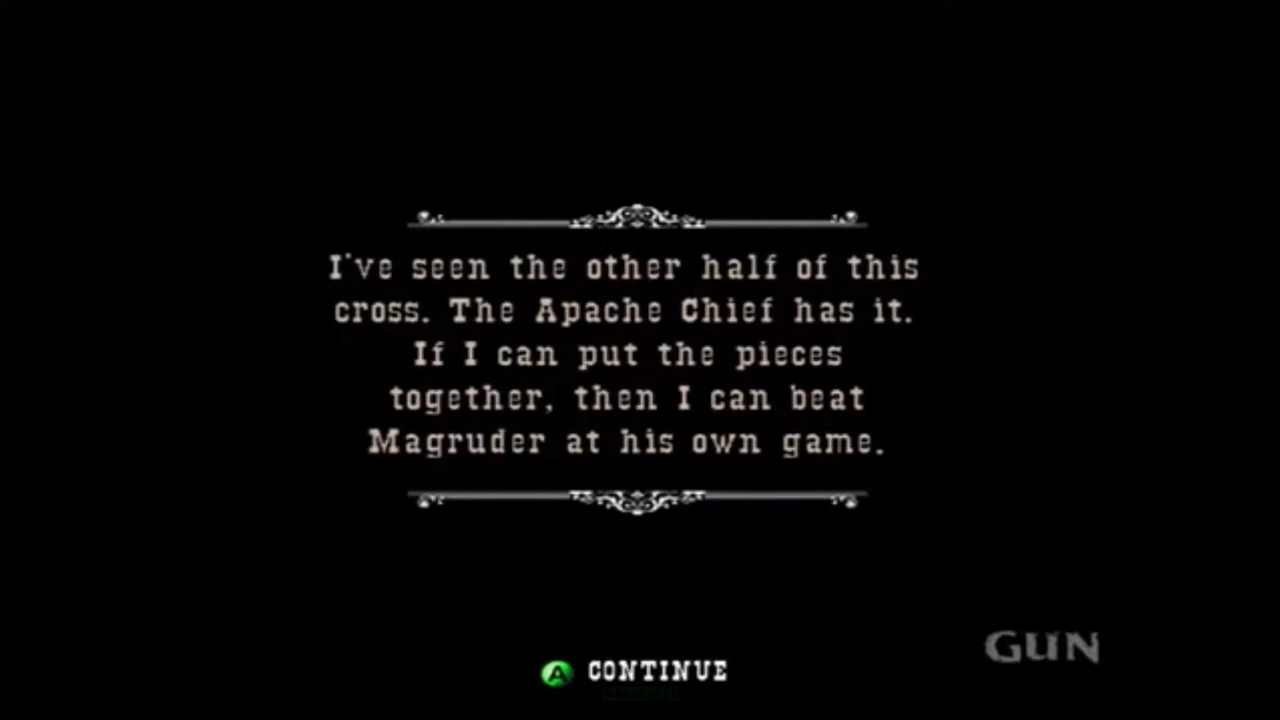 I've seen the other half of this
cross. The Apache Chief has it.
If I can put the pieces
together, then I can beat
Magruder at his own game.
A CONTINUE
GUN